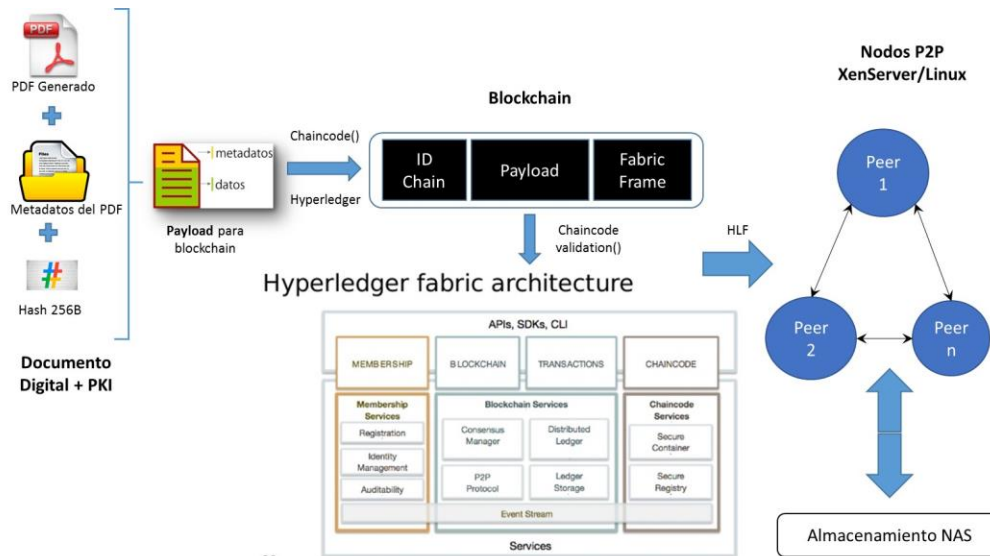 PDF
PDF Generado
Files
Metadatos del PDF
#
Hash 256B
Documento
Digital + PKI
metadatos
datos
Payload para
blockchain
Chaincode()
Hyperledger
Blockchain
ID
Chain
Payload
Fabric
Frame
Chaincode
validation()
HLF
Nodos P2P
XenServer/Linux
Peer
1
Peer
2
Peer
n
Almacenamiento NAS
Hyperledger fabric architecture
APIs, SDKs, CLI
MEMBERSHIP
BLOCKCHAIN
TRANSACTIONS
CHAINCODE
Membership
Services
Registration
Identity
Management
Auditability
Blockchain Services
Consensus
Manager
Distributed
Ledger
P2P
Protocol
Ledger
Storage
Chaincode
Services
Secure
Container
Secure
Registry
Event Stream
Services